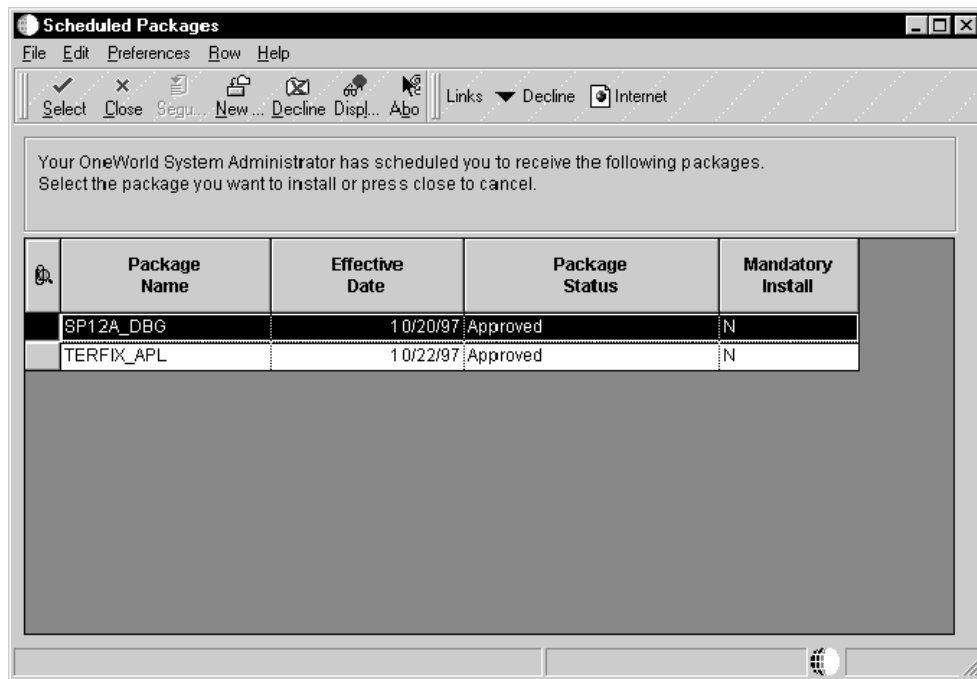 Scheduled Packages
File Edit Preferences Row Help
Select Close Sequ... New ... Decline Displ... Abo Links Decline Internet
Your OneWorld System Administrator has scheduled you to receive the following packages.
Select the package you want to install or press close to cancel.
Package Name Effective Date Package Status Mandatory Install
SP12A_DBG 10/20/97 Approved N
TERFIX_APL 10/22/97 Approved N